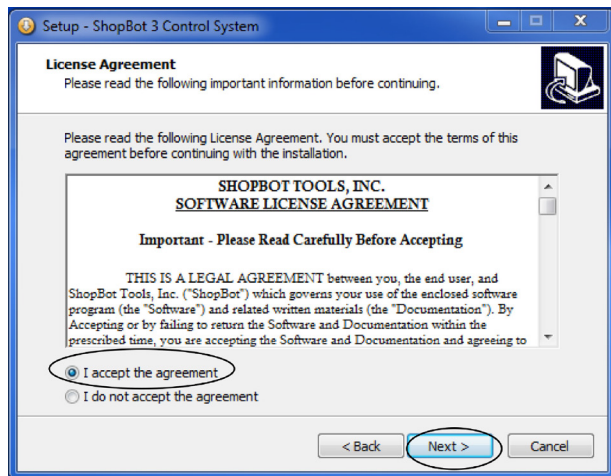 Setup - ShopBot 3 Control System
License Agreement
Please read the following important information before continuing.
Please read the following License Agreement. You must accept the terms of this
agreement before continuing with the installation.
SHOPBOT TOOLS, INC.
SOFTWARE LICENSE AGREEMENT
Important - Please Read Carefully Before Accepting
THIS IS A LEGAL AGREEMENT between you, the end user, and
ShopBot Tools, Inc. ("ShopBot") which governs your use of the enclosed software
program (the "Software") and related written materials (the "Documentation"). By
Accepting or by failing to return the Software and Documentation within the
prescribed time, you are accepting the Software and Documentation and agreeing to
I accept the agreement
I do not accept the agreement
< Back Next > Cancel